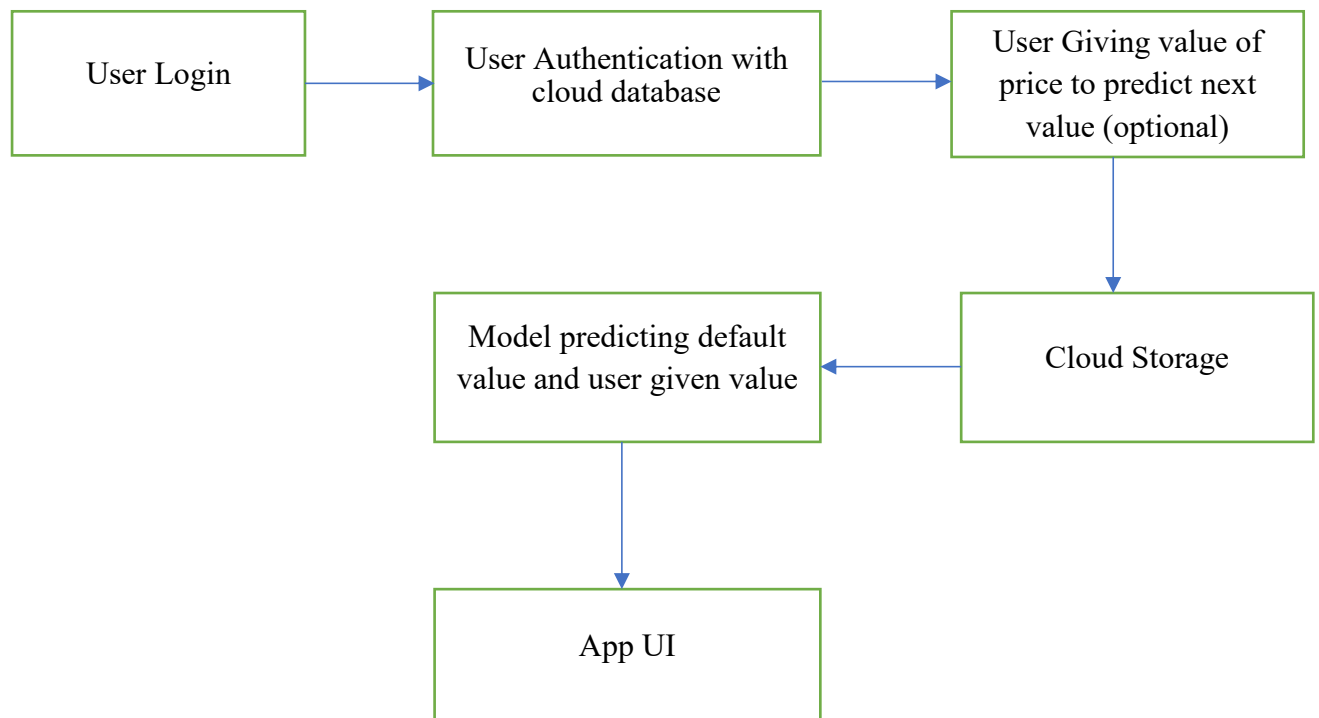 User Login
User Authentication with
cloud database
User Giving value of
price to predict next
value (optional)
Cloud Storage
Model predicting default
value and user given value
App UI